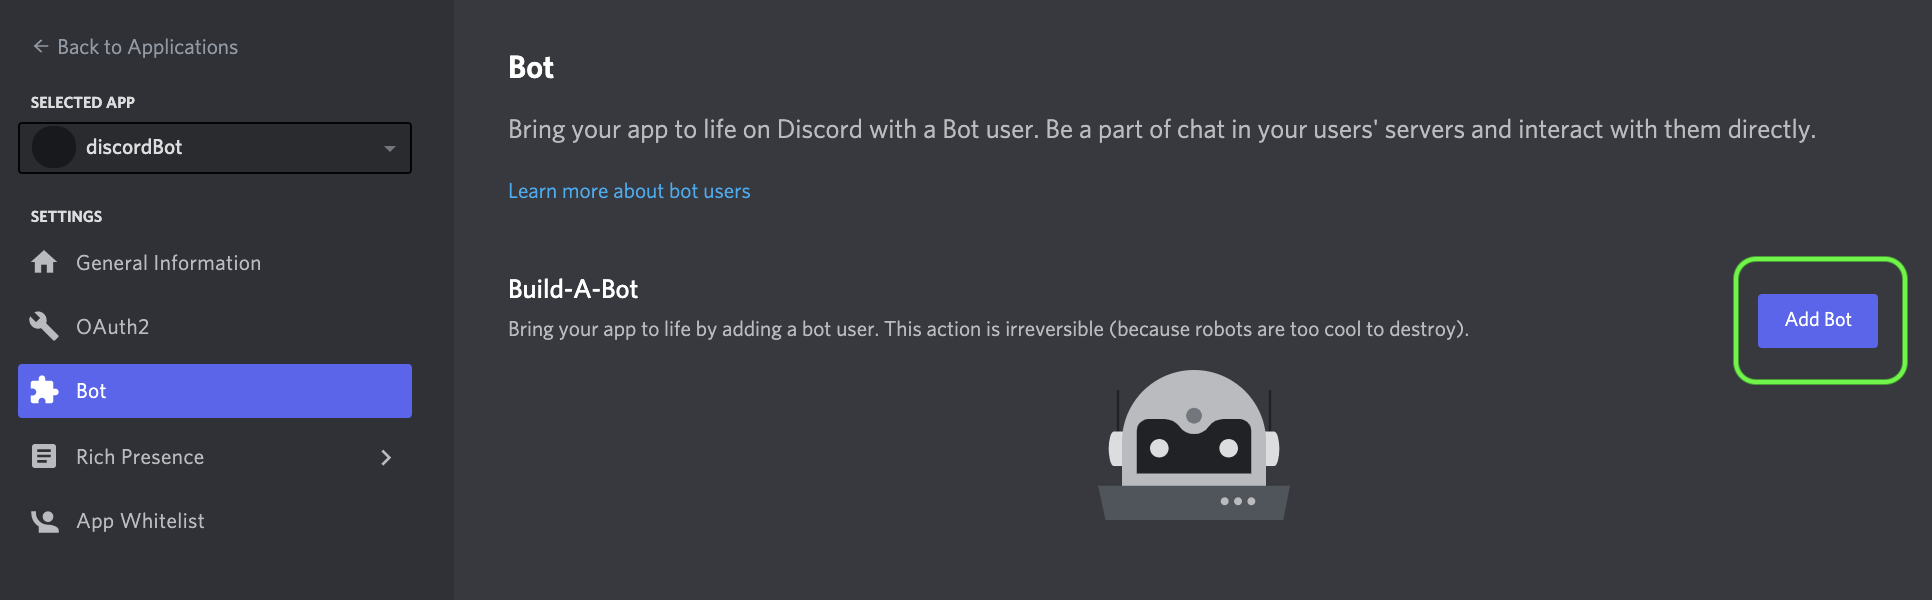 Back to Applications
SELECTED APP
discordBot
SETTINGS
General Information
OAuth2
Bot
Rich Presence
App Whitelist
Bot
Bring your app to life on Discord with a Bot user. Be a part of chat in your users' servers and interact with them directly.
Learn more about bot users
Build-A-Bot
Bring your app to life by adding a bot user. This action is irreversible (because robots are too cool to destroy).
Add Bot